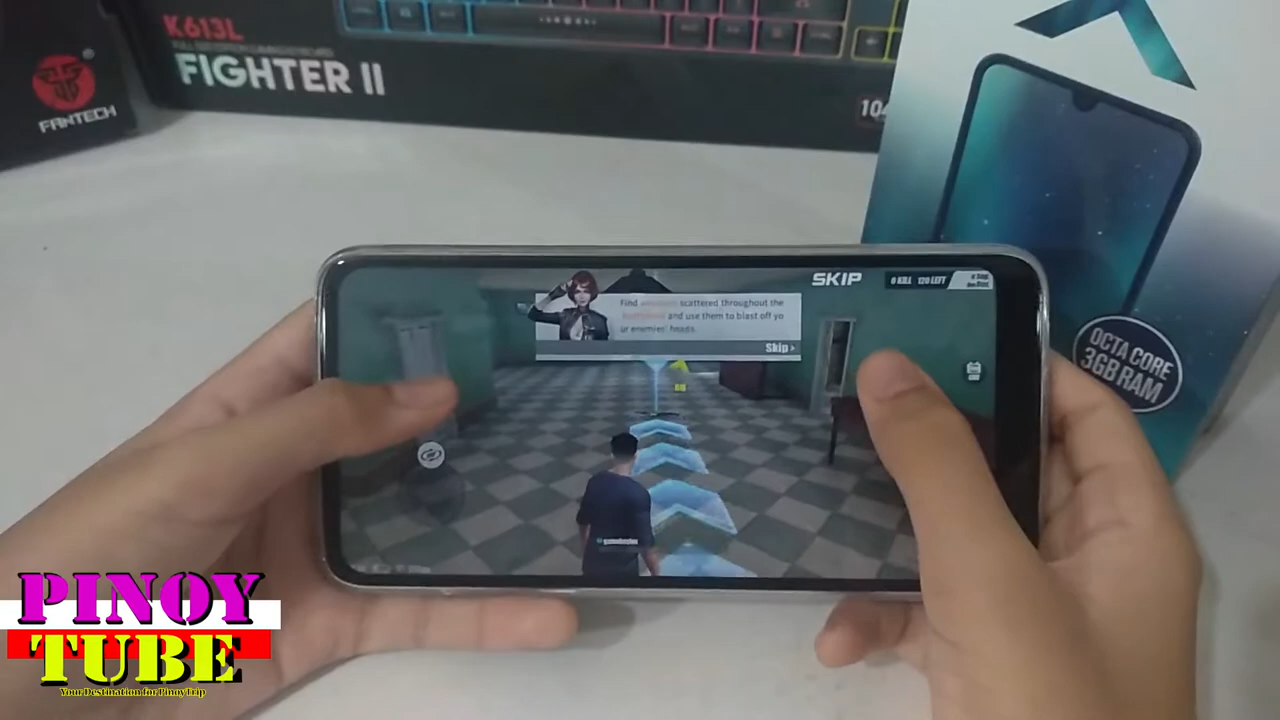 K613L
FIGHTER II
FANTECH
SKIP
0 KILL 120 LEFT
Find scattered throughout the
and use them to blast off yo
ur enemies' heads.
Skip >
OCTA CORE
3GB RAM
PINOY
TUBE
Your Destination for PinoyTrip